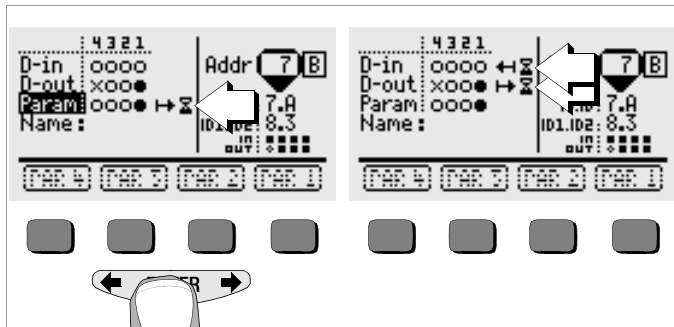 4321
D-in oooo
Addr 7 B
D-out xoo●
Param: ooo●
7.A
Name:
ID1.ID2: 8.3
IN
OUT:
PAR 4 PAR 3 PAR 2 PAR 1
4321
D-in oooo
7 B
D-out xoo●
Param: ooo●
7.A
Name:
ID1.ID2: 8.3
IN
OUT:
PAR 4 PAR 3 PAR 2 PAR 1